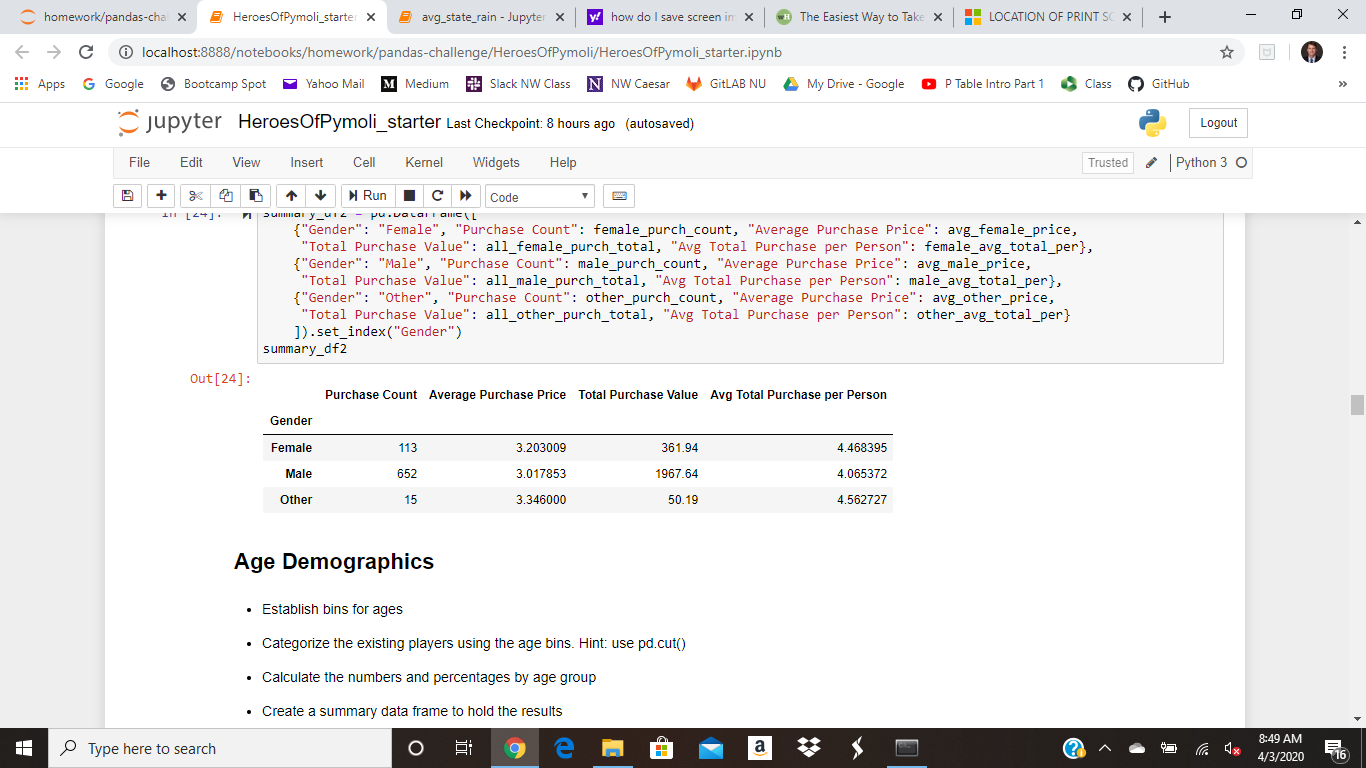 homework/pandas-chal
HeroesOfPymoli_starter
avg_state_rain - Jupyter
how do I save screen im
The Easiest Way to Take
LOCATION OF PRINT SC
localhost:8888/notebooks/homework/pandas-challenge/HeroesOfPymoli/HeroesOfPymoli_starter.ipynb
Apps Google Bootcamp Spot Yahoo Mail Medium Slack NW Class NW Caesar GitLAB NU My Drive - Google P Table Intro Part 1 Class GitHub »
jupyter HeroesOfPymoli_starter Last Checkpoint: 8 hours ago (autosaved) Logout
File Edit View Insert Cell Kernel Widgets Help Trusted Python 3
Run Code
In [24]: summary_df2 = pd.DataFrame([
{"Gender": "Female", "Purchase Count": female_purch_count, "Average Purchase Price": avg_female_price,
"Total Purchase Value": all_female_purch_total, "Avg Total Purchase per Person": female_avg_total_per},
{"Gender": "Male", "Purchase Count": male_purch_count, "Average Purchase Price": avg_male_price,
"Total Purchase Value": all_male_purch_total, "Avg Total Purchase per Person": male_avg_total_per},
{"Gender": "Other", "Purchase Count": other_purch_count, "Average Purchase Price": avg_other_price,
"Total Purchase Value": all_other_purch_total, "Avg Total Purchase per Person": other_avg_total_per}
]).set_index("Gender")
summary_df2
Out[24]:
Purchase Count Average Purchase Price Total Purchase Value Avg Total Purchase per Person
Gender
Female 113 3.203009 361.94 4.468395
Male 652 3.017853 1967.64 4.065372
Other 15 3.346000 50.19 4.562727
Age Demographics
• Establish bins for ages
• Categorize the existing players using the age bins. Hint: use pd.cut()
• Calculate the numbers and percentages by age group
• Create a summary data frame to hold the results
Type here to search
8:49 AM
4/3/2020
16